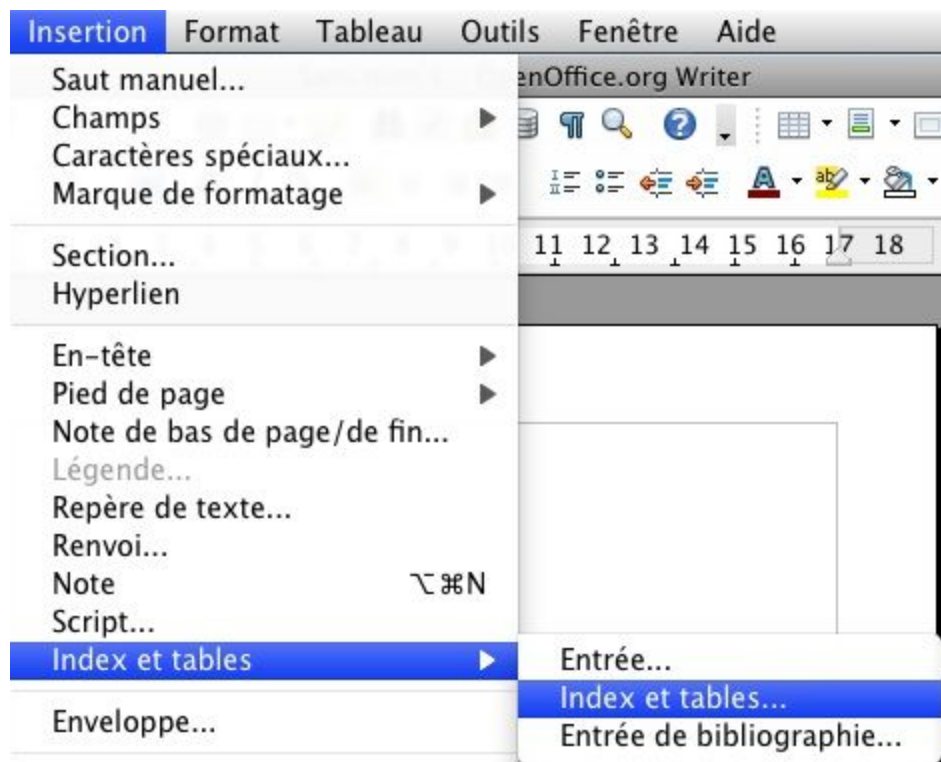 Insertion Format Tableau Outils Fenêtre Aide
enOffice.org Writer
Saut manuel...
Champs
Caractères spéciaux...
Marque de formatage
11 12 13 14 15 16 17 18
Section...
Hyperlien
En-tête
Pied de page
Note de bas de page/de fin...
Légende...
Repère de texte...
Renvoi...
Note ⌥⌘N
Script...
Index et tables
Entrée...
Index et tables...
Entrée de bibliographie...
Enveloppe...